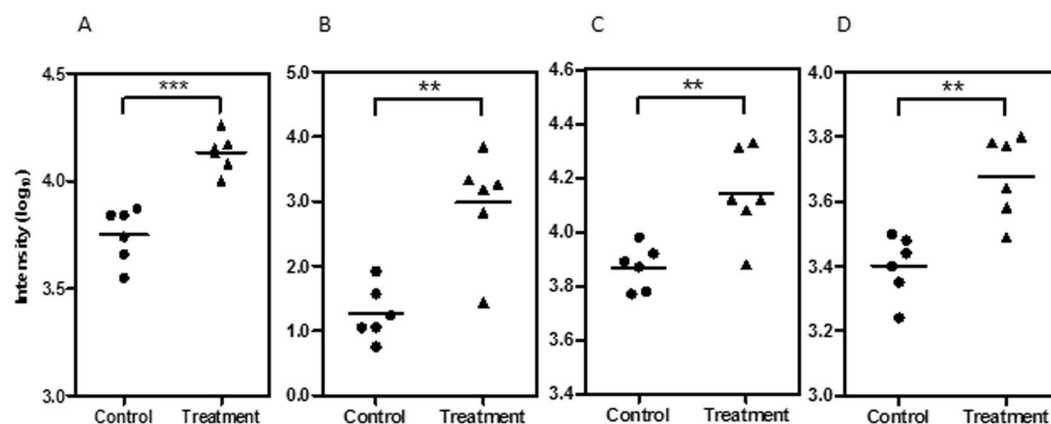 A
B
C
D
Intensity (log₁₀)
4.5
4.0
3.5
3.0
***
Control
Treatment
5.0
4.0
3.0
2.0
1.0
0.0
**
Control
Treatment
4.6
4.4
4.2
4.0
3.8
3.6
3.4
**
Control
Treatment
4.0
3.8
3.6
3.4
3.2
3.0
**
Control
Treatment